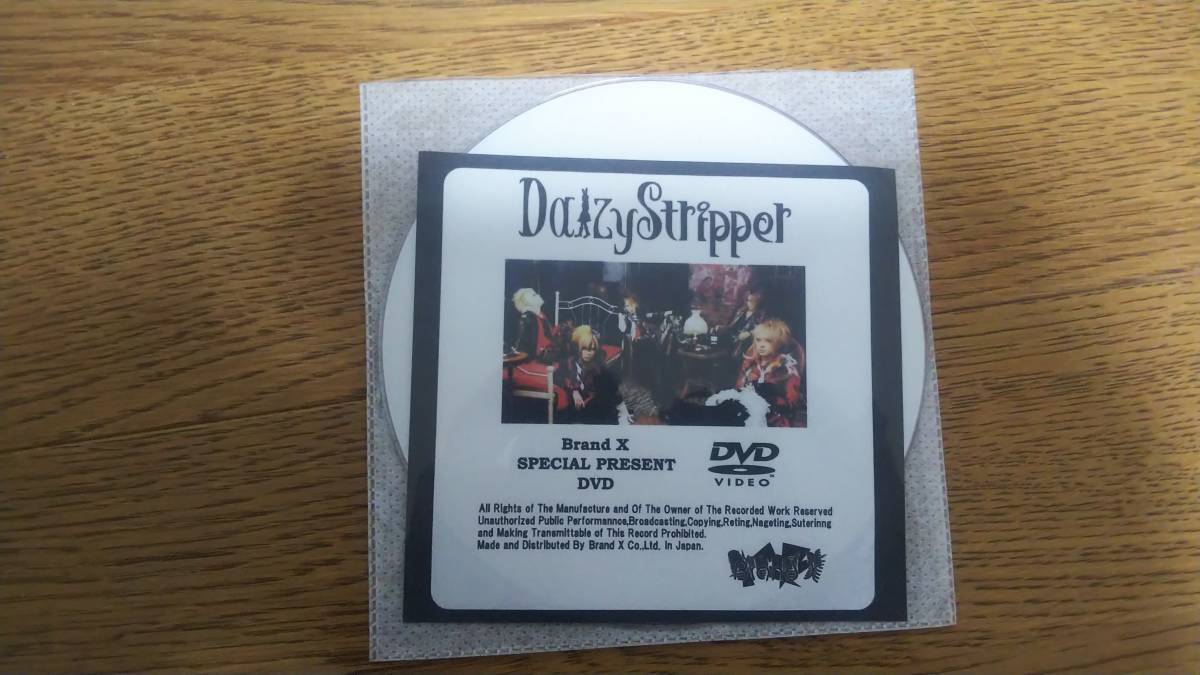 DaizyStripper
Brand X
SPECIAL PRESENT
DVD
DVD
VIDEO™
All Rights of The Manufacture and Of The Owner of The Recorded Work Reserved
Unauthorized Public Performannce,Broadcasting,Copying,Reting,Nageting,Suterinng
and Making Transmittable of This Record Prohibited.
Made and Distributed By Brand X Co.,Ltd. In Japan.